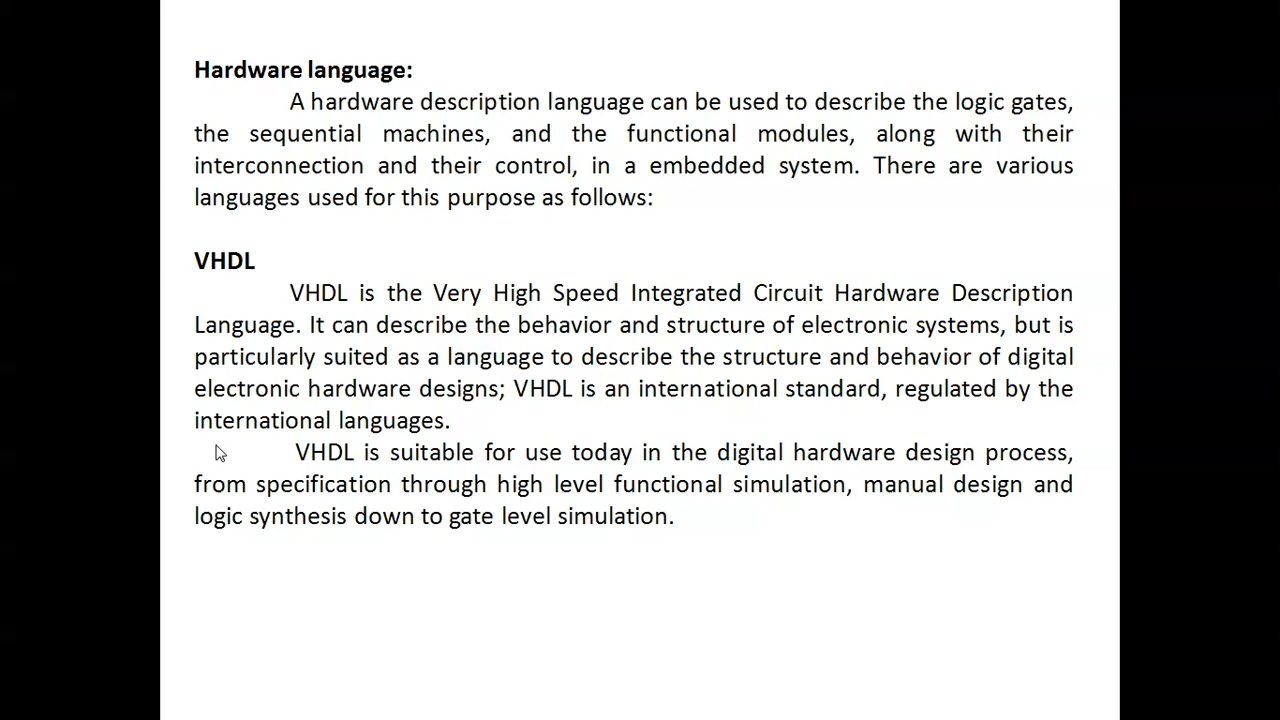 Hardware language:
A hardware description language can be used to describe the logic gates,
the sequential machines, and the functional modules, along with their
interconnection and their control, in a embedded system. There are various
languages used for this purpose as follows:
VHDL
VHDL is the Very High Speed Integrated Circuit Hardware Description
Language. It can describe the behavior and structure of electronic systems, but is
particularly suited as a language to describe the structure and behavior of digital
electronic hardware designs; VHDL is an international standard, regulated by the
international languages.
VHDL is suitable for use today in the digital hardware design process,
from specification through high level functional simulation, manual design and
logic synthesis down to gate level simulation.